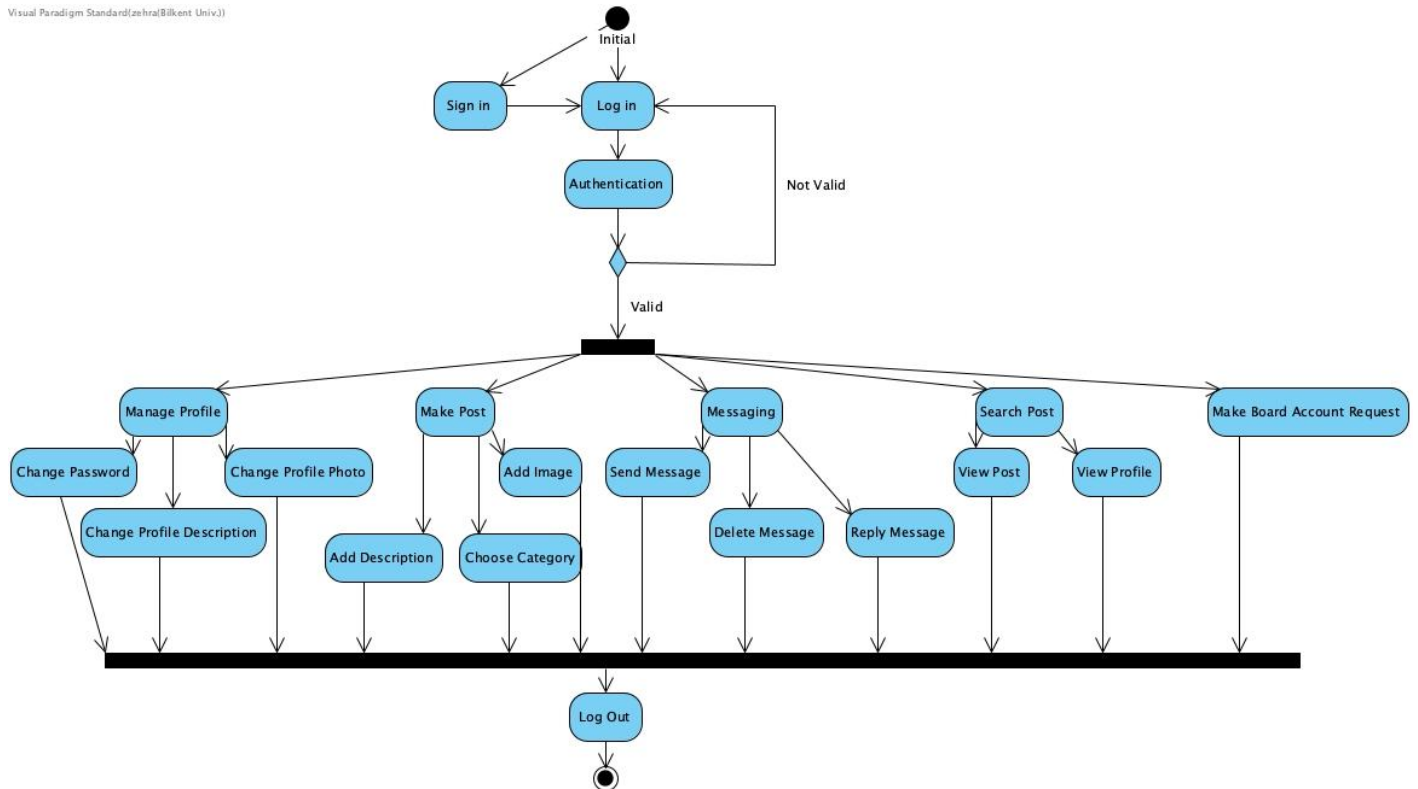 Visual Paradigm Standard(zehra(Bilkent Univ.))
Initial
Sign in
Log in
Authentication
Not Valid
Valid
Manage Profile
Make Post
Messaging
Search Post
Make Board Account Request
Change Password
Change Profile Photo
Add Image
Send Message
View Post
View Profile
Change Profile Description
Add Description
Choose Category
Delete Message
Reply Message
Log Out